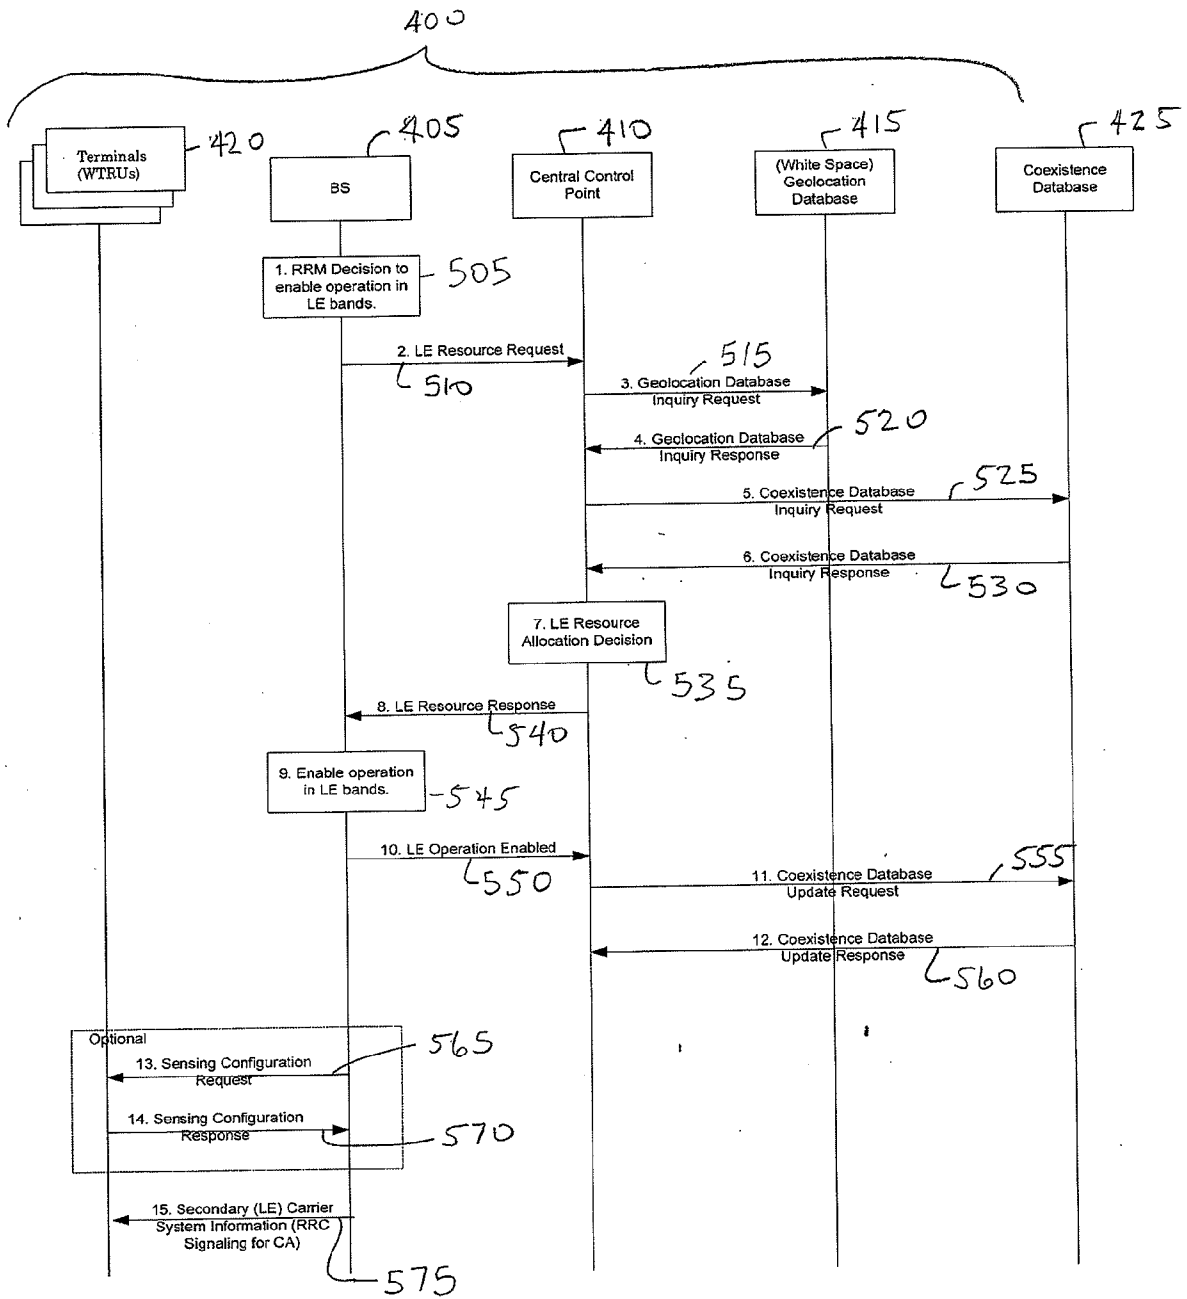 400
Terminals
(WTRUs)
420
BS
405
Central Control
Point
410
(White Space)
Geolocation
Database
415
Coexistence
Database
425
1. RRM Decision to
enable operation in
LE bands.
505
2. LE Resource Request
510
515
3. Geolocation Database
Inquiry Request
520
4. Geolocation Database
Inquiry Response
525
5. Coexistence Database
Inquiry Request
6. Coexistence Database
Inquiry Response
530
7. LE Resource
Allocation Decision
535
8. LE Resource Response
540
9. Enable operation
in LE bands.
545
10. LE Operation Enabled
550
555
11. Coexistence Database
Update Request
12. Coexistence Database
Update Response
560
Optional
565
13. Sensing Configuration
Request
14. Sensing Configuration
Response
570
15. Secondary (LE) Carrier
System Information (RRC
Signaling for CA)
575